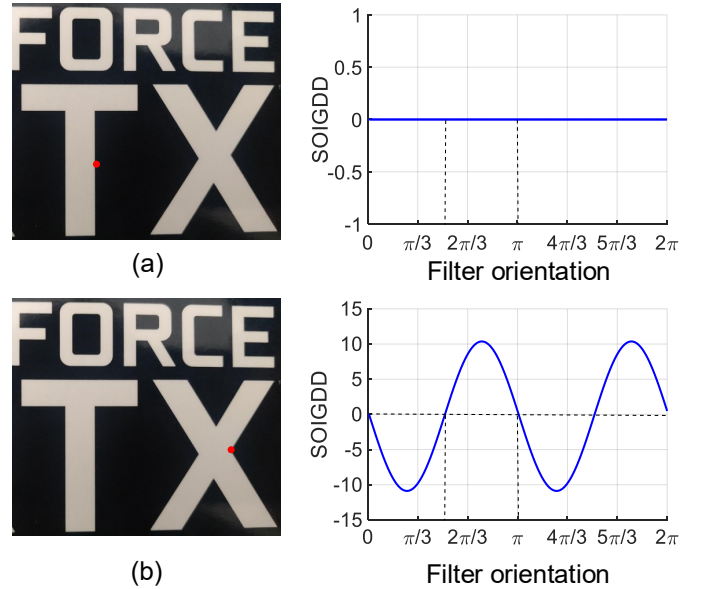 FORCE
TX
(a)
1
0.5
0
-0.5
-1
SOIGDD
0 π/3 2π/3 π 4π/3 5π/3 2π
Filter orientation
FORCE
TX
(b)
15
10
5
0
-5
-10
-15
SOIGDD
0 π/3 2π/3 π 4π/3 5π/3 2π
Filter orientation